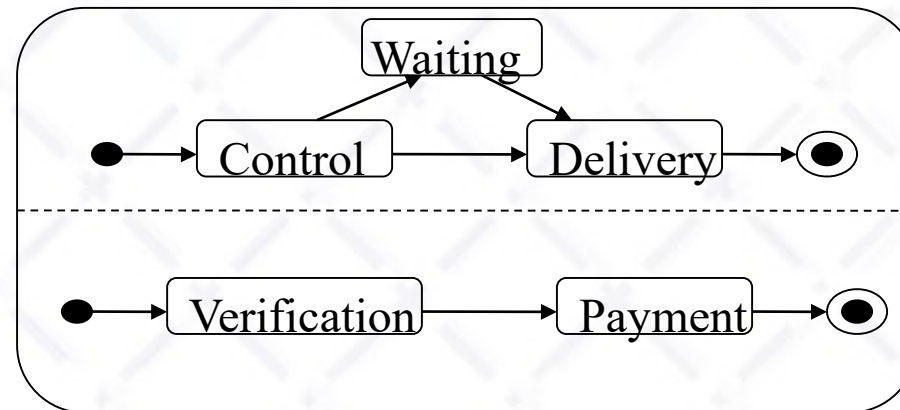 Waiting
Control
Delivery
Verification
Payment